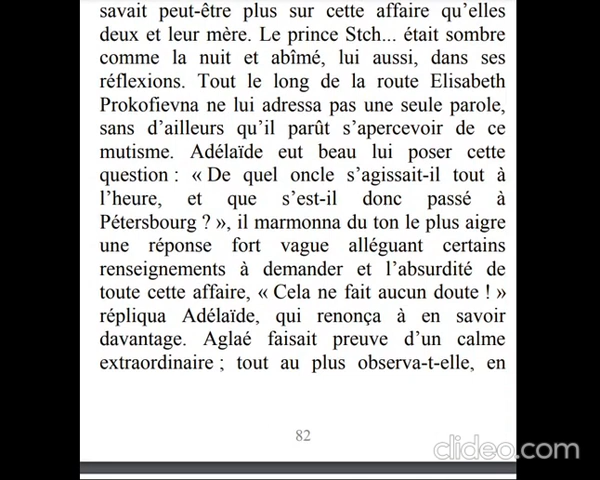 savait peut-être plus sur cette affaire qu’elles
deux et leur mère. Le prince Stch... était sombre
comme la nuit et abîmé, lui aussi, dans ses
réflexions. Tout le long de la route Elisabeth
Prokofievna ne lui adressa pas une seule parole,
sans d’ailleurs qu’il parût s’apercevoir de ce
mutisme. Adélaïde eut beau lui poser cette
question : « De quel oncle s’agissait-il tout à
l’heure, et que s’est-il donc passé à
Pétersbourg ? », il marmonna du ton le plus aigre
une réponse fort vague alléguant certains
renseignements à demander et l’absurdité de
toute cette affaire, « Cela ne fait aucun doute ! »
répliqua Adélaïde, qui renonça à en savoir
davantage. Aglaé faisait preuve d’un calme
extraordinaire ; tout au plus observa-t-elle, en
82
clideo.com